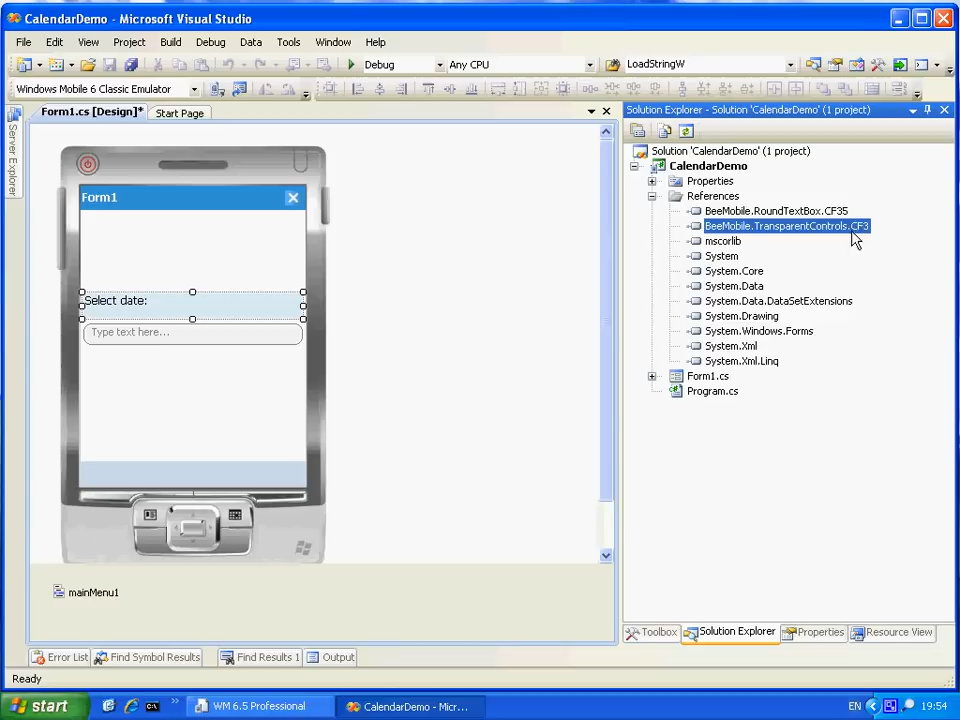 CalendarDemo - Microsoft Visual Studio
File Edit View Project Build Debug Data Tools Window Help
Debug Any CPU LoadStringW
Windows Mobile 6 Classic Emulator
Form1.cs [Design]* Start Page
Server Explorer
Form1
Select date:
Type text here...
mainMenu1
Solution Explorer - Solution 'CalendarDemo' (1 project)
Solution 'CalendarDemo' (1 project)
CalendarDemo
Properties
References
BeeMobile.RoundTextBox.CF35
BeeMobile.TransparentControls.CF3
mscorlib
System
System.Core
System.Data
System.Data.DataSetExtensions
System.Drawing
System.Windows.Forms
System.Xml
System.Xml.Linq
Form1.cs
Program.cs
Toolbox Solution Explorer Properties Resource View
Error List Find Symbol Results Find Results 1 Output
Ready
start WM 6.5 Professional CalendarDemo - Micr... EN 19:54